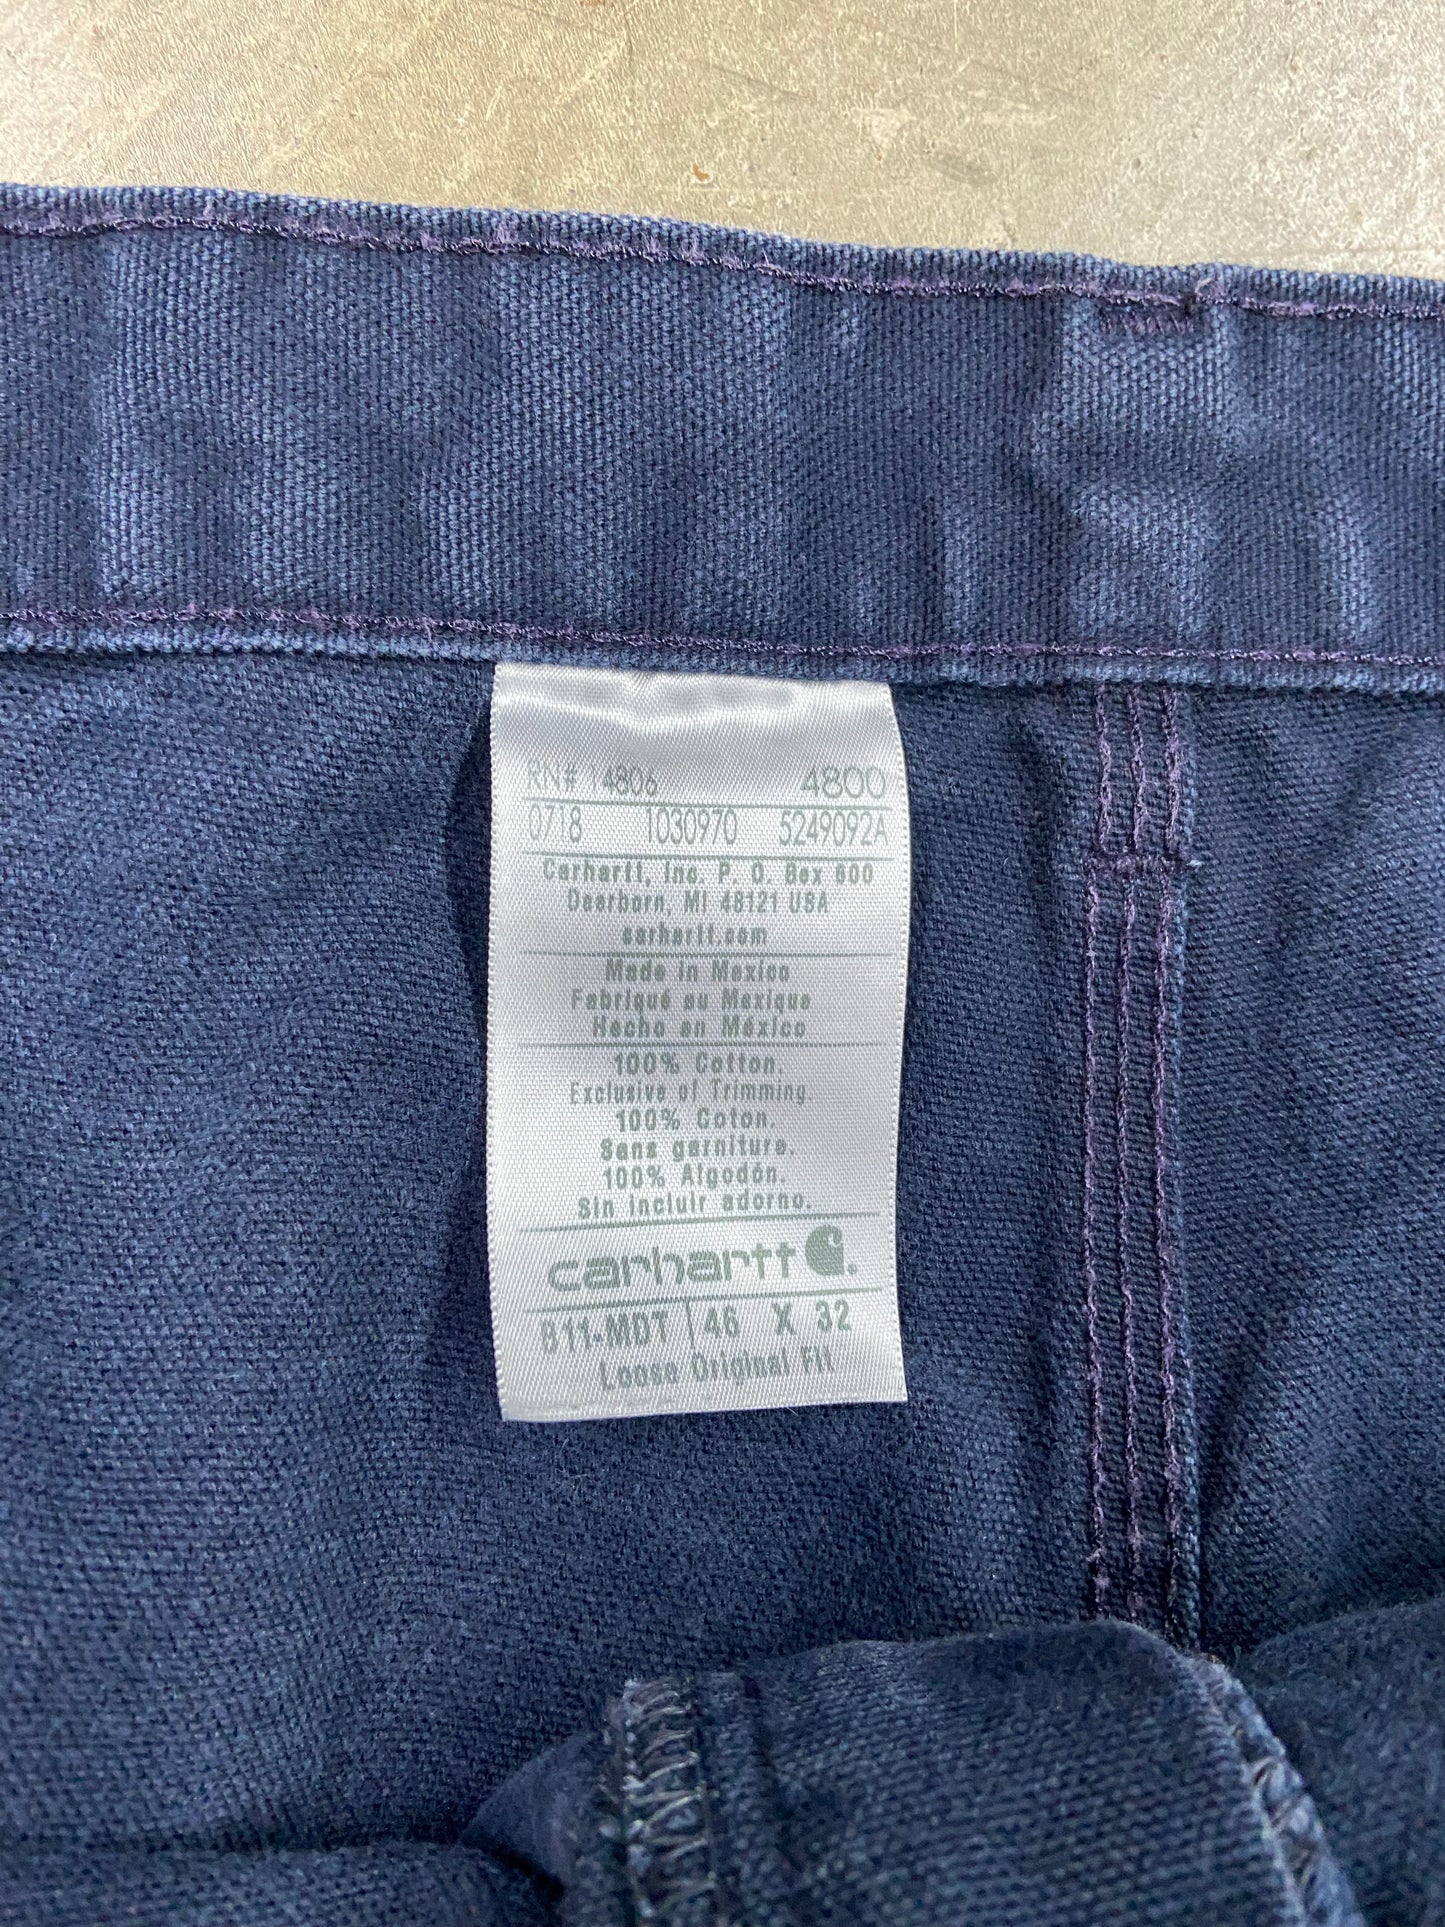 RN# 14806 4800
07/18 1030970 5249092A
Carhartt, Inc. P. O. Box 600
Dearborn, MI 48121 USA
carhartt.com
Made in Mexico
Fabriqué au Mexique
Hecho en México
100% Cotton.
Exclusive of Trimming.
100% Coton.
Sans garniture.
100% Algodón.
Sin incluir adorno.
carhartt
B11-MDT 46 X 32
Loose Original Fit